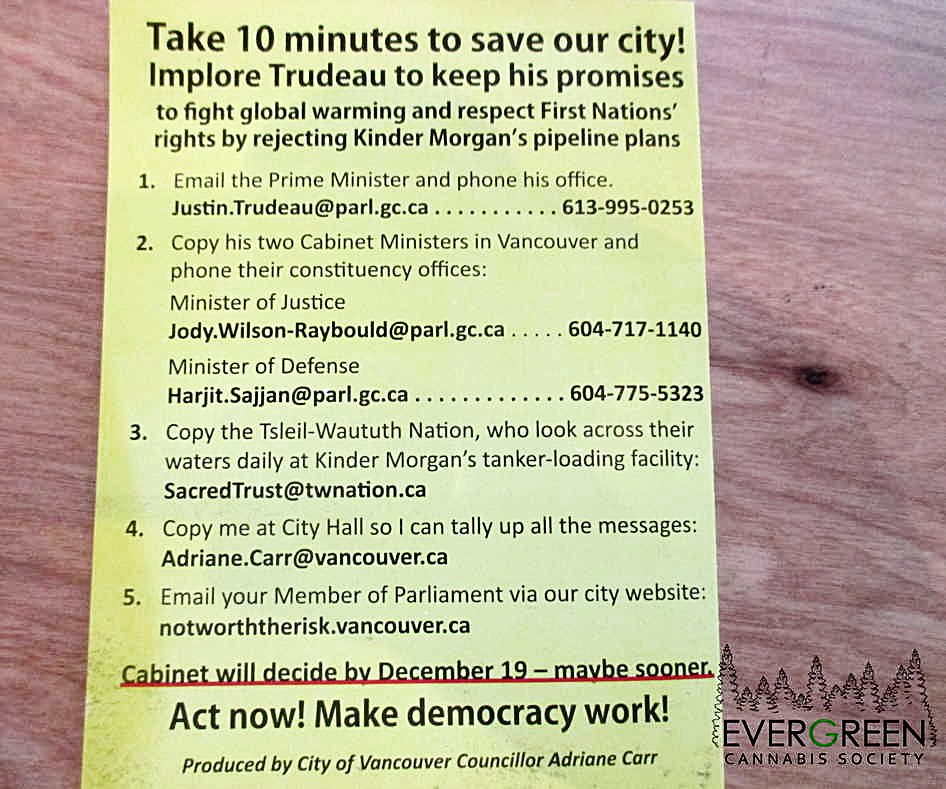 Take 10 minutes to save our city!
Implore Trudeau to keep his promises
to fight global warming and respect First Nations'
rights by rejecting Kinder Morgan's pipeline plans
1. Email the Prime Minister and phone his office.
Justin.Trudeau@parl.gc.ca . . . . . . . . . . . 613-995-0253
2. Copy his two Cabinet Ministers in Vancouver and
phone their constituency offices:
Minister of Justice
Jody.Wilson-Raybould@parl.gc.ca . . . . . 604-717-1140
Minister of Defense
Harjit.Sajjan@parl.gc.ca . . . . . . . . . . . . . 604-775-5323
3. Copy the Tsleil-Waututh Nation, who look across their
waters daily at Kinder Morgan's tanker-loading facility:
SacredTrust@twnation.ca
4. Copy me at City Hall so I can tally up all the messages:
Adriane.Carr@vancouver.ca
5. Email your Member of Parliament via our city website:
notworththerisk.vancouver.ca
Cabinet will decide by December 19 – maybe sooner.
Act now! Make democracy work!
Produced by City of Vancouver Councillor Adriane Carr
EVERGREEN
CANNABIS SOCIETY